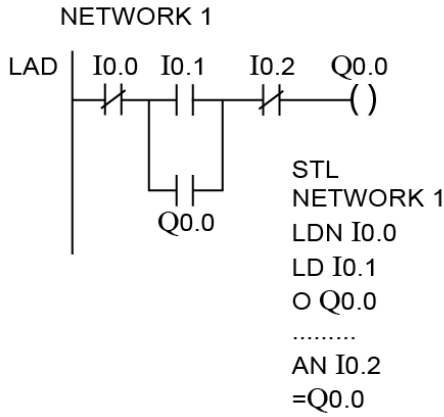 NETWORK 1
LAD I0.0 I0.1 I0.2 Q0.0
Q0.0
STL
NETWORK 1
LDN I0.0
LD I0.1
O Q0.0
.........
AN I0.2
=Q0.0